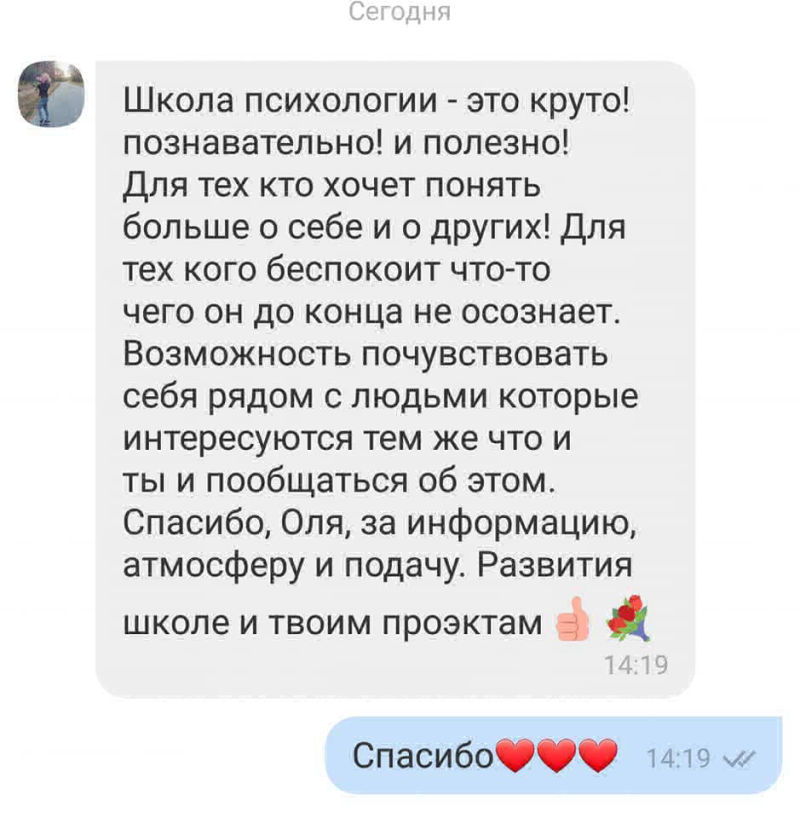 Сегодня
Школа психологии - это круто!
познавательно! и полезно!
Для тех кто хочет понять
больше о себе и о других! Для
тех кого беспокоит что-то
чего он до конца не осознает.
Возможность почувствовать
себя рядом с людьми которые
интересуются тем же что и
ты и пообщаться об этом.
Спасибо, Оля, за информацию,
атмосферу и подачу. Развития
школе и твоим проэктам 👍 💐
14:19
Спасибо❤❤❤ 14:19